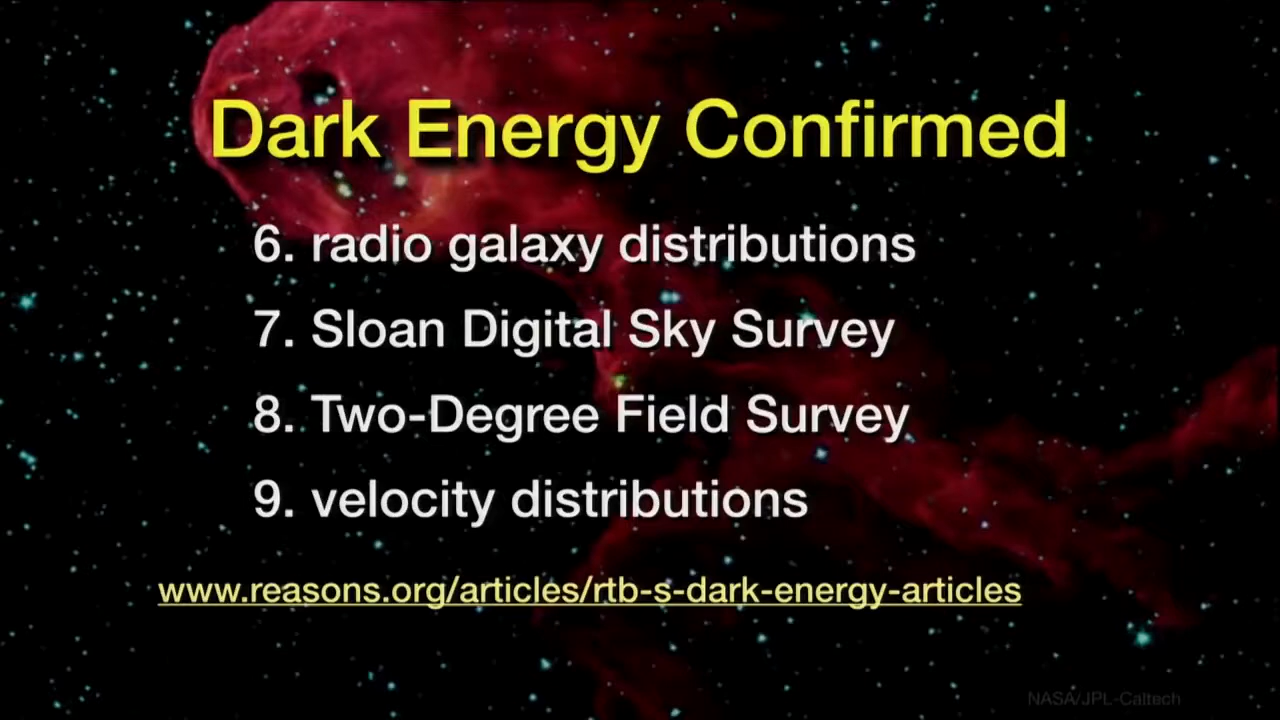 Dark Energy Confirmed
6. radio galaxy distributions
7. Sloan Digital Sky Survey
8. Two-Degree Field Survey
9. velocity distributions
www.reasons.org/articles/rtb-s-dark-energy-articles
NASA/JPL-Caltech